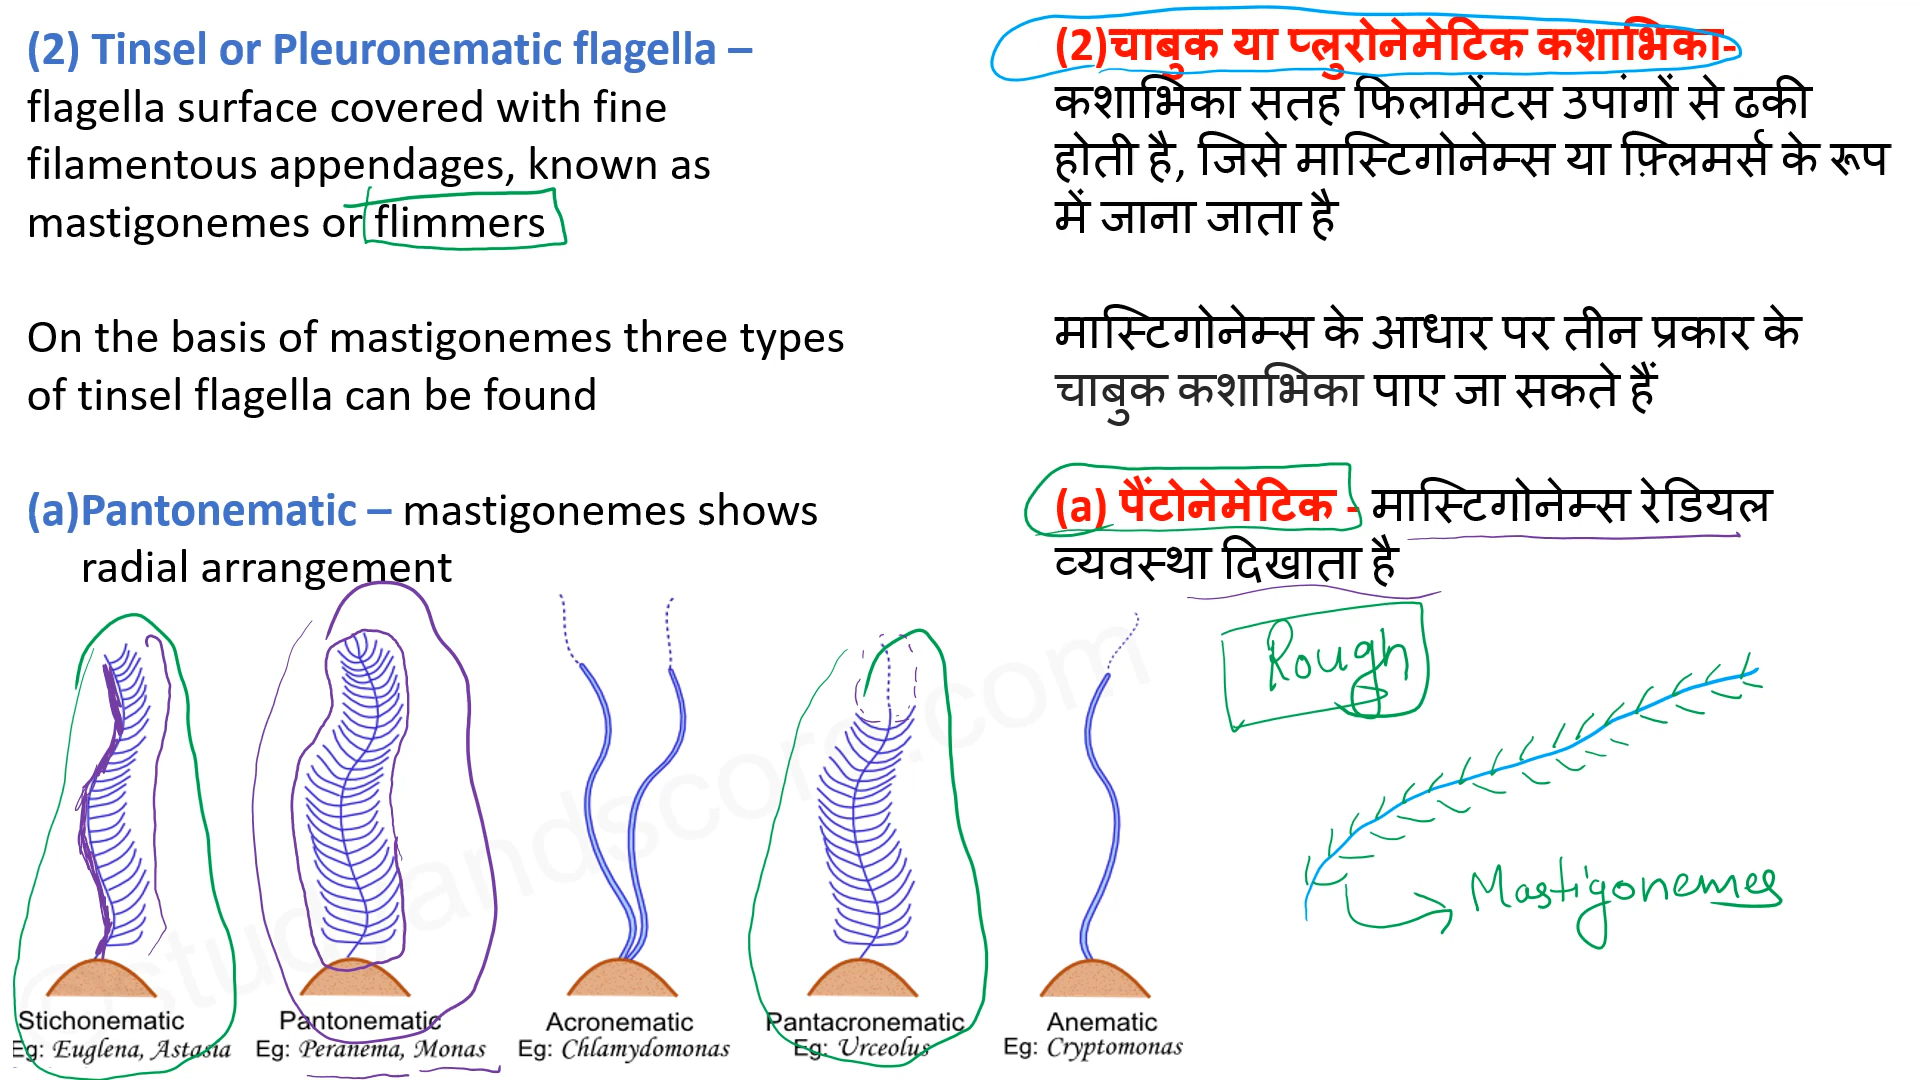 (2) Tinsel or Pleuronematic flagella –
flagella surface covered with fine
filamentous appendages, known as
mastigonemes or flimmers
On the basis of mastigonemes three types
of tinsel flagella can be found
(a)Pantonematic – mastigonemes shows
radial arrangement
(2)चाबुक या प्लुरोनेमेटिक कशाभिका-
कशाभिका सतह फिलामेंटस उपांगों से ढकी
होती है, जिसे मास्टिगोनेम्स या फ़्लिमर्स के रूप
में जाना जाता है
मास्टिगोनेम्स के आधार पर तीन प्रकार के
चाबुक कशाभिका पाए जा सकते हैं
(a) पैंटोनेमेटिक - मास्टिगोनेम्स रेडियल
व्यवस्था दिखाता है
Rough
Mastigonemes
Stichonematic
Eg: Euglena, Astasia
Pantonematic
Eg: Peranema, Monas
Acronematic
Eg: Chlamydomonas
Pantacronematic
Eg: Urceolus
Anematic
Eg: Cryptomonas